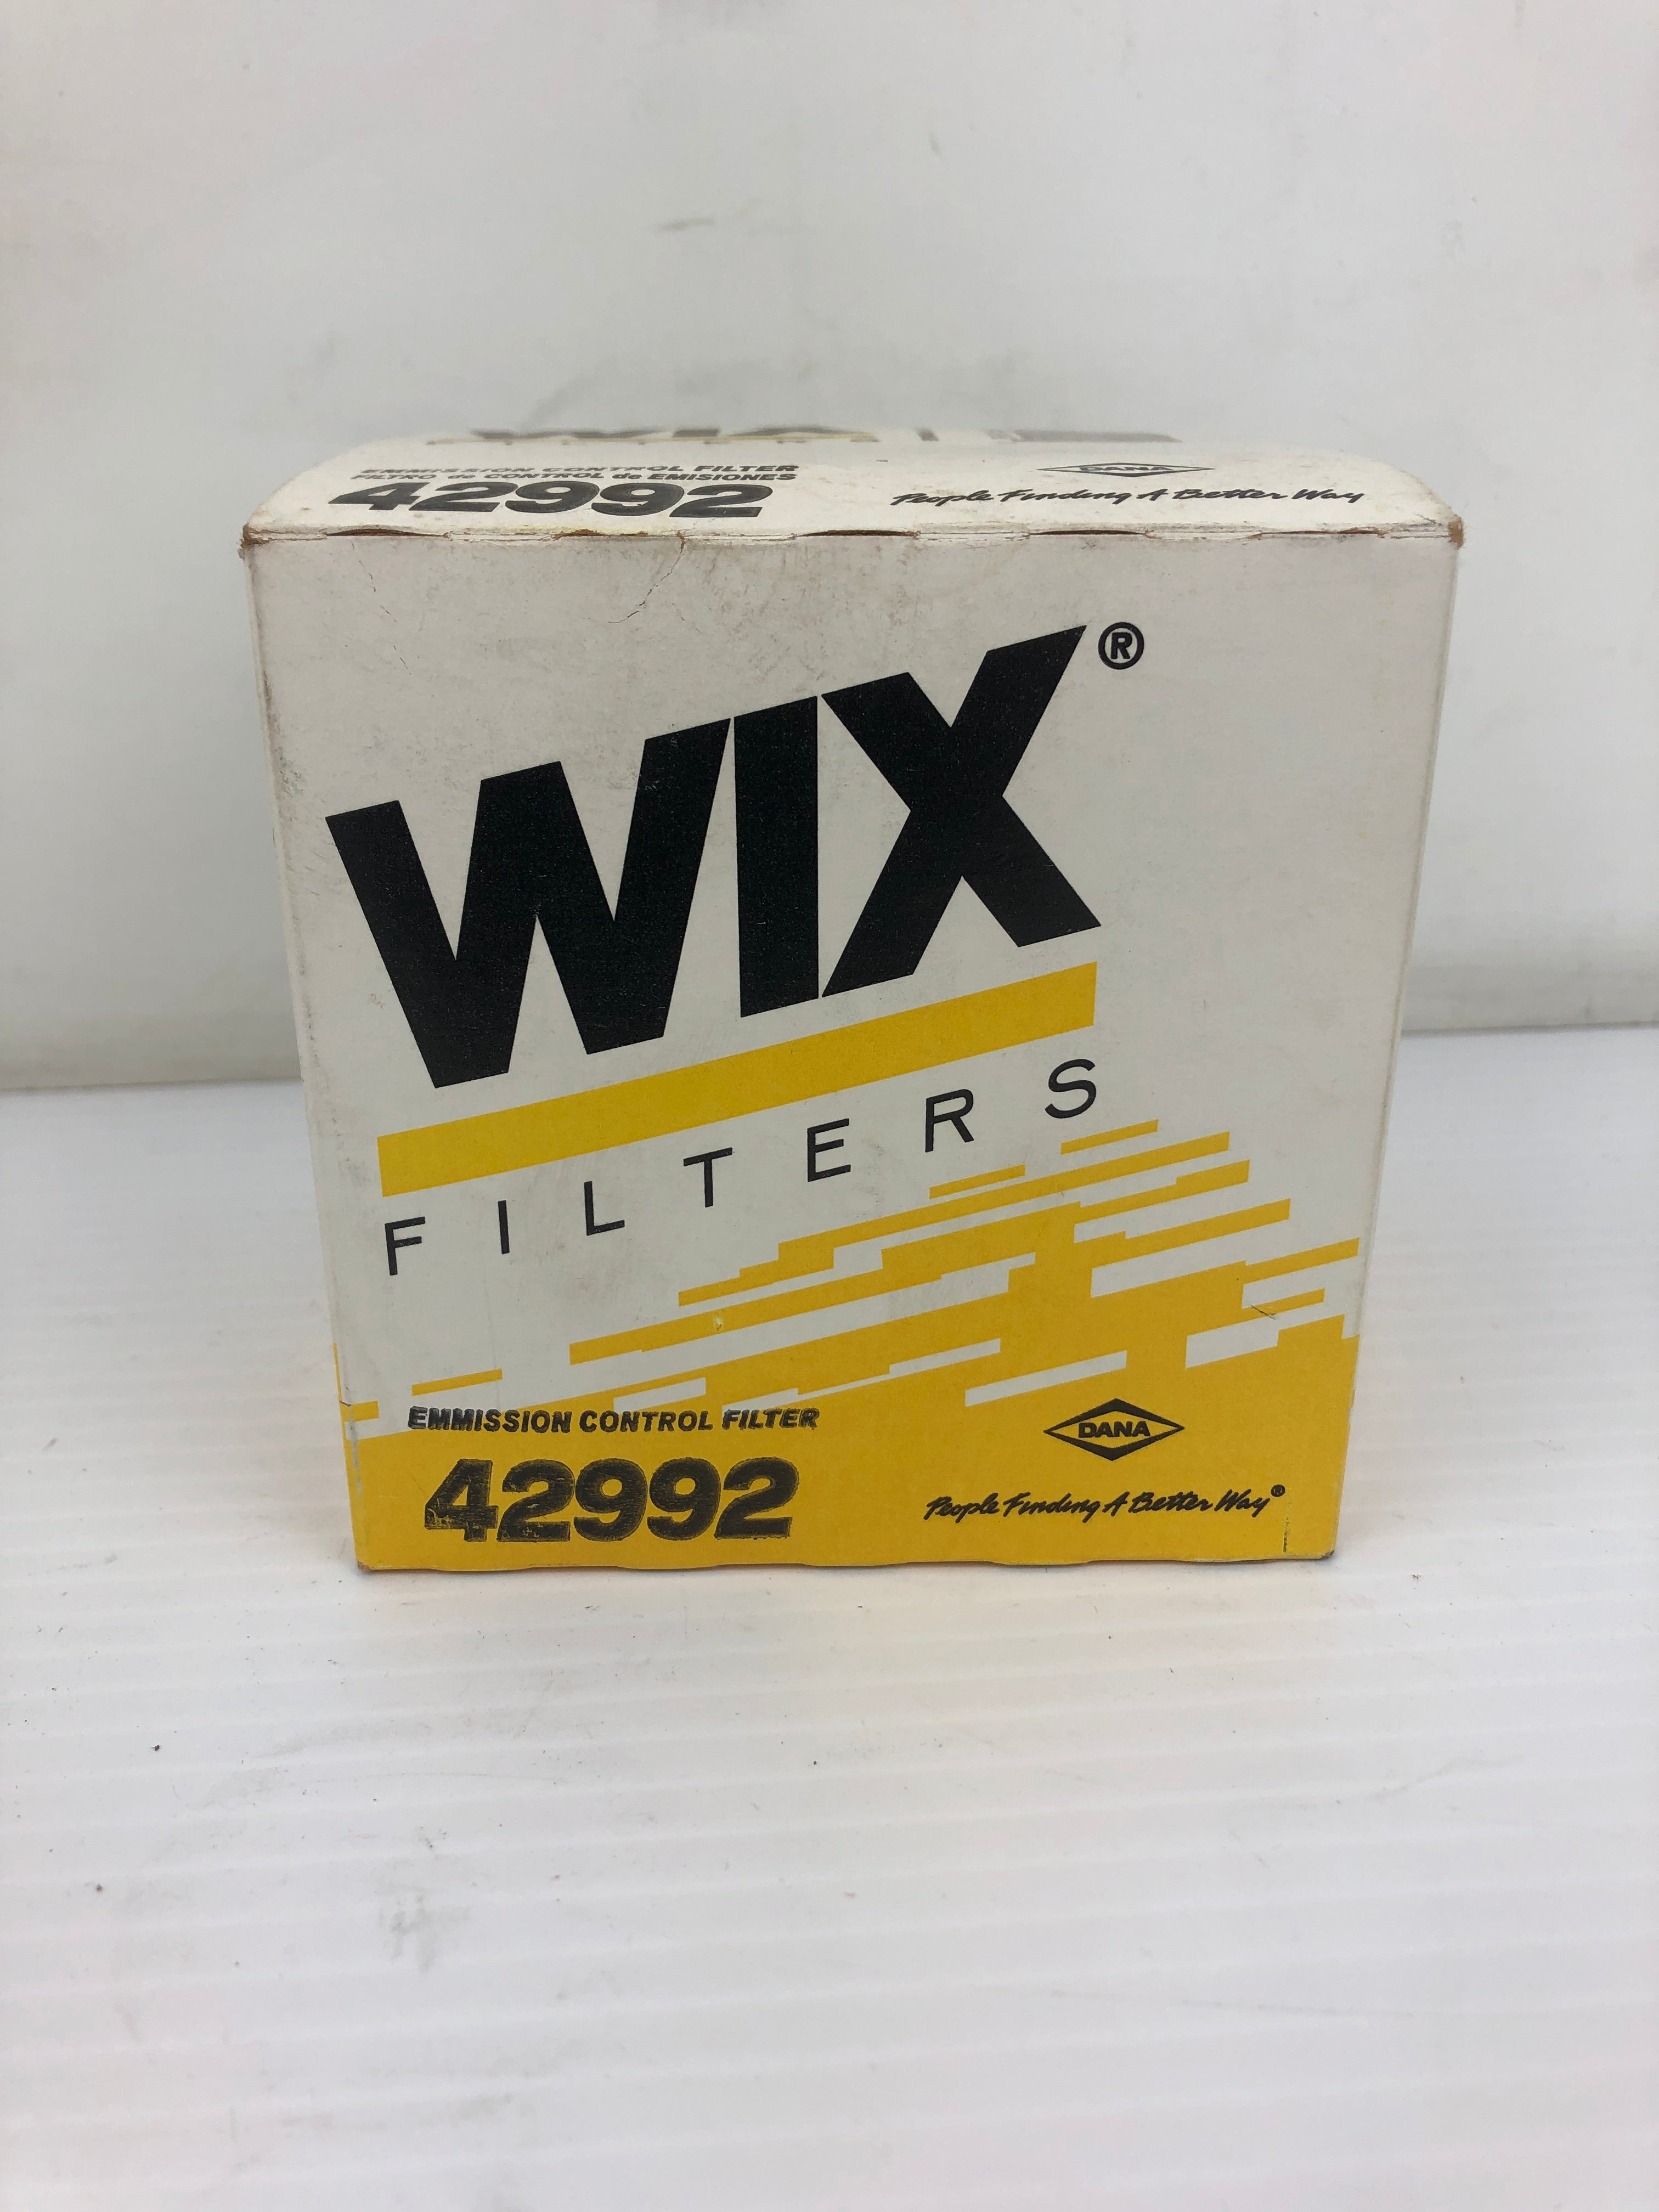 WIX
EMMISSION CONTROL FILTER
FILTRO de CONTROL de EMISIONES
42992
DANA
People Finding A Better Way
WIX®
FILTERS
EMMISSION CONTROL FILTER
42992
DANA
People Finding A Better Way®